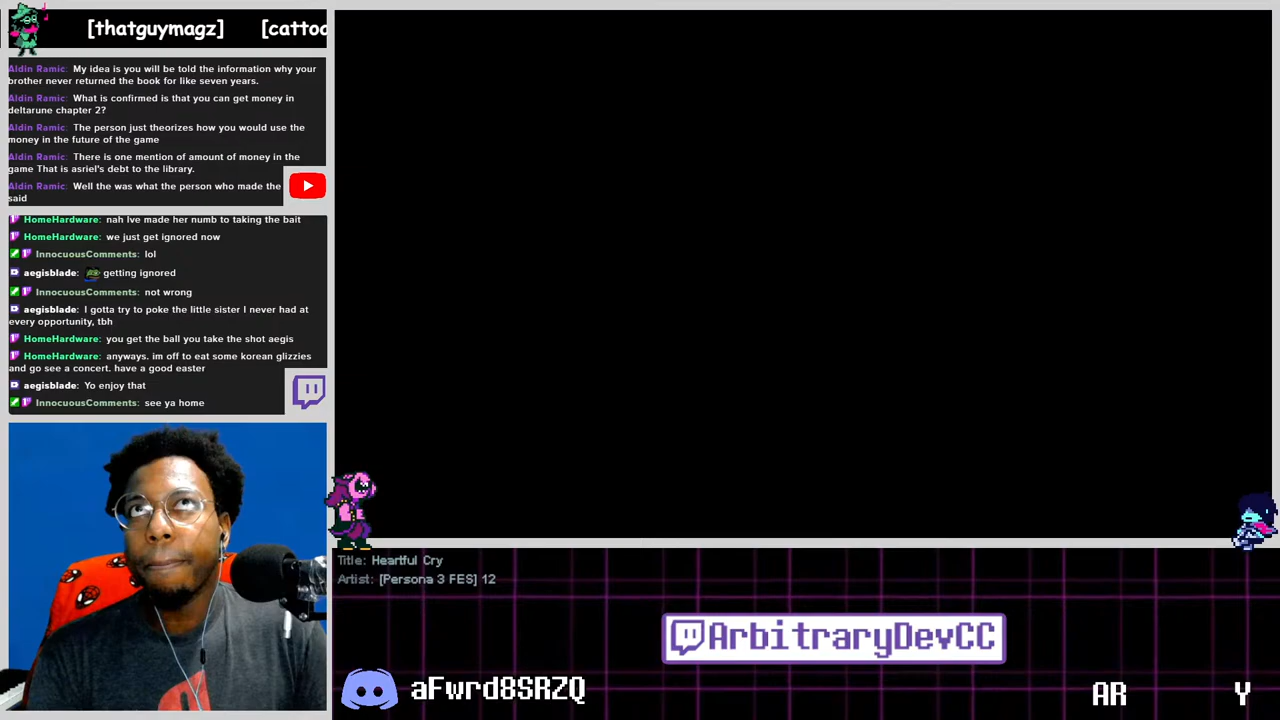 [thatguymagz] [cattoc
Aldin Ramic: My idea is you will be told the information why your
brother never returned the book for like seven years.
Aldin Ramic: What is confirmed is that you can get money in
deltarune chapter 2?
Aldin Ramic: The person just theorizes how you would use the
money in the future of the game
Aldin Ramic: There is one mention of amount of money in the
game That is asriel's debt to the library.
Aldin Ramic: Well the was what the person who made the
said
HomeHardware: nah Ive made her numb to taking the bait
HomeHardware: we just get ignored now
InnocuousComments: lol
aegisblade: getting ignored
InnocuousComments: not wrong
aegisblade: I gotta try to poke the little sister I never had at
every opportunity, tbh
HomeHardware: you get the ball you take the shot aegis
HomeHardware: anyways. im off to eat some korean glizzies
and go see a concert. have a good easter
aegisblade: Yo enjoy that
InnocuousComments: see ya home
Title: Heartful Cry
Artist: [Persona 3 FES] 12
ArbitraryDevCC
aFwrd8SRZQ
AR Y